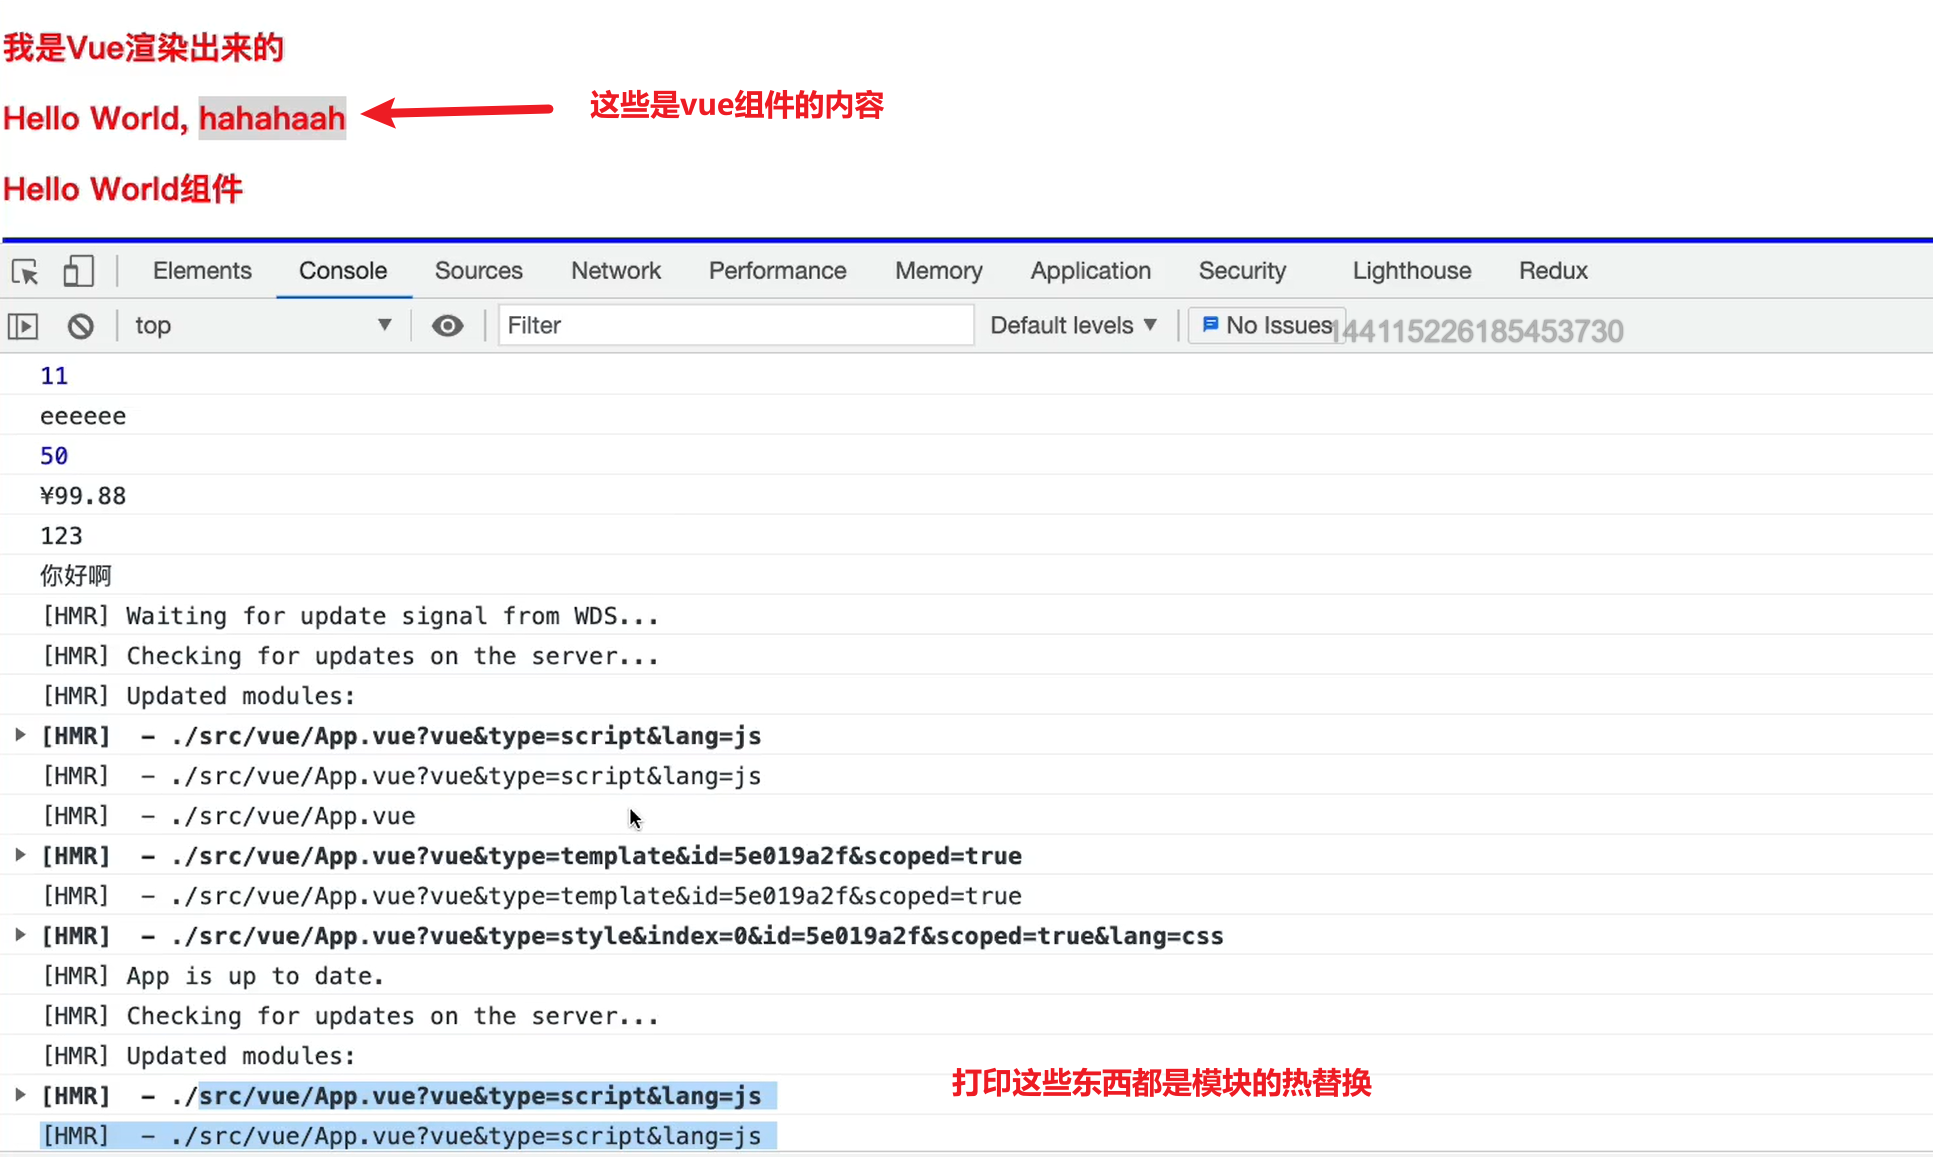 我是Vue渲染出来的
Hello World, hahahaah
这些是vue组件的内容
Hello World组件
Elements Console Sources Network Performance Memory Application Security Lighthouse Redux
top Filter Default levels No Issues 144115226185453730
11
eeeeee
50
¥99.88
123
你好啊
[HMR] Waiting for update signal from WDS...
[HMR] Checking for updates on the server...
[HMR] Updated modules:
[HMR] - ./src/vue/App.vue?vue&type=script&lang=js
[HMR] - ./src/vue/App.vue?vue&type=script&lang=js
[HMR] - ./src/vue/App.vue
[HMR] - ./src/vue/App.vue?vue&type=template&id=5e019a2f&scoped=true
[HMR] - ./src/vue/App.vue?vue&type=template&id=5e019a2f&scoped=true
[HMR] - ./src/vue/App.vue?vue&type=style&index=0&id=5e019a2f&scoped=true&lang=css
[HMR] App is up to date.
[HMR] Checking for updates on the server...
[HMR] Updated modules:
[HMR] - ./src/vue/App.vue?vue&type=script&lang=js
打印这些东西都是模块的热替换
[HMR] - ./src/vue/App.vue?vue&type=script&lang=js